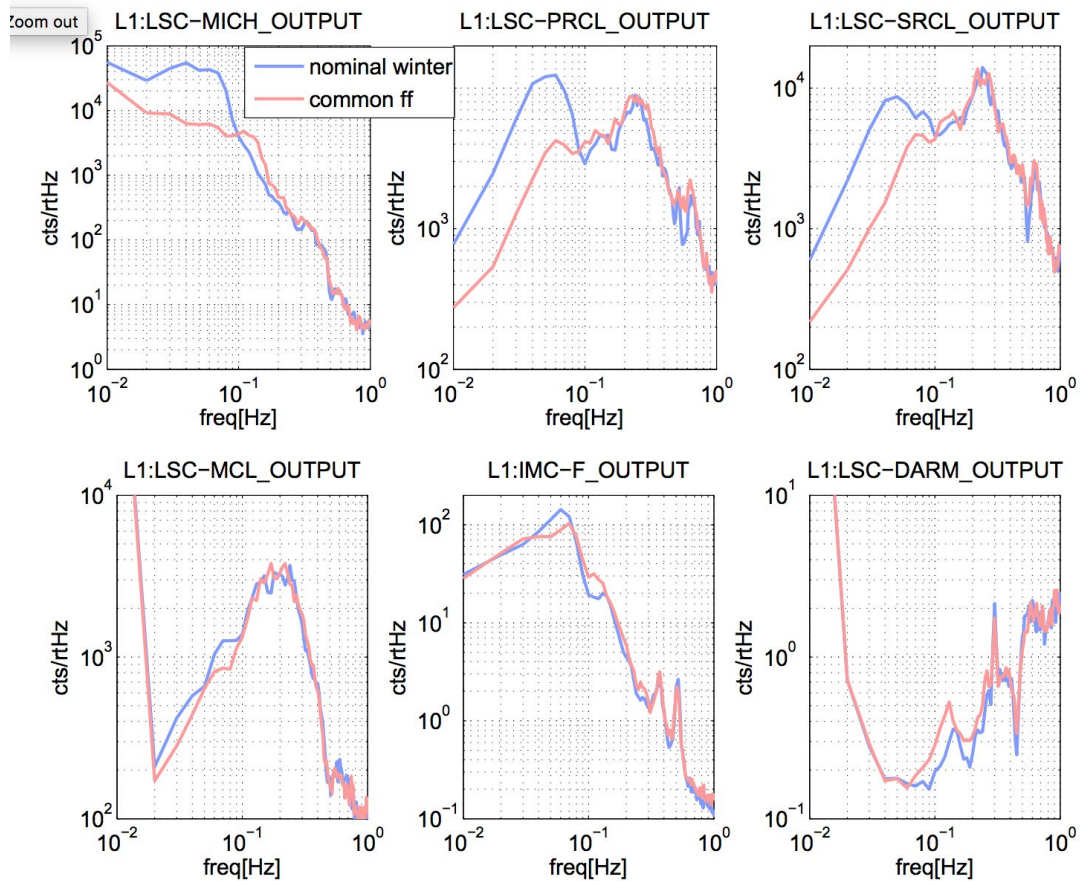 Zoom out
L1:LSC−MICH_OUTPUT
10^5
10^4
10^3
10^2
10^1
10^0
cts/rtHz
10^−2
10^−1
10^0
freq[Hz]
nominal winter
common ff
L1:LSC−PRCL_OUTPUT
10^3
10^2
cts/rtHz
10^−2
10^−1
10^0
freq[Hz]
L1:LSC−SRCL_OUTPUT
10^4
10^3
10^2
cts/rtHz
10^−2
10^−1
10^0
freq[Hz]
L1:LSC−MCL_OUTPUT
10^4
10^3
10^2
cts/rtHz
10^−2
10^−1
10^0
freq[Hz]
L1:IMC−F_OUTPUT
10^2
10^1
10^0
10^−1
cts/rtHz
10^−2
10^−1
10^0
freq[Hz]
L1:LSC−DARM_OUTPUT
10^1
10^0
10^−1
cts/rtHz
10^−2
10^−1
10^0
freq[Hz]